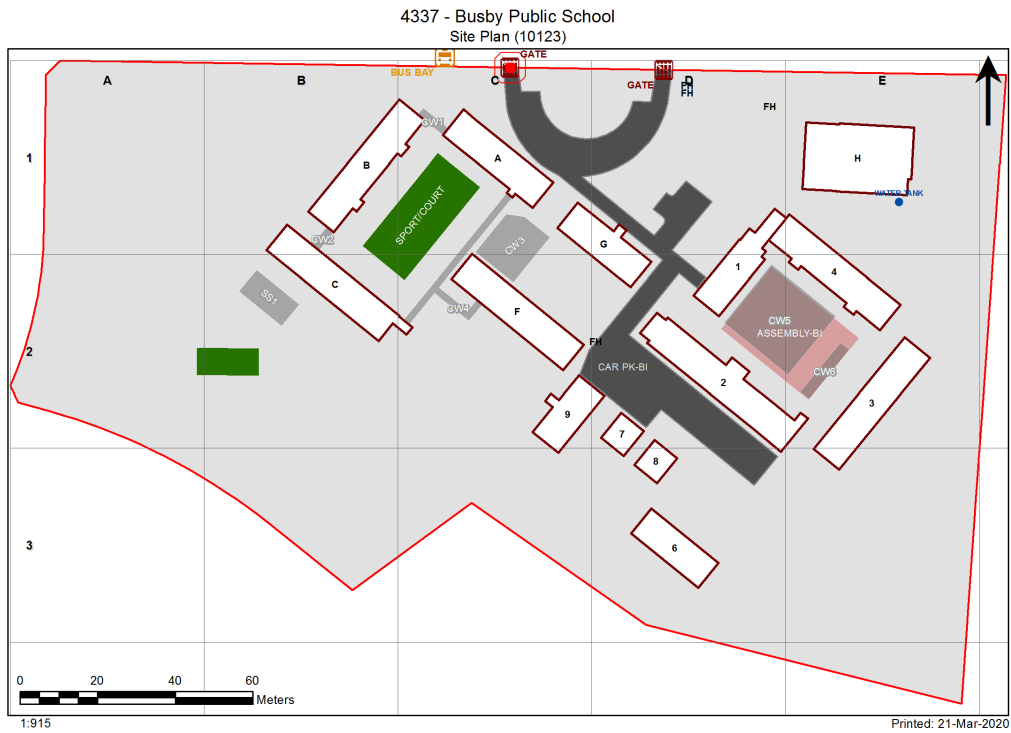 4337 - Busby Public School
Site Plan (10123)
GATE
BUS BAY
A
B
C
D
E
GATE
FH
FH
FH
CW1
1
B
A
H
SPORT/COURT
WATER TANK
CW2
CW3
G
1
4
SS1
C
CW4
F
CW5
ASSEMBLY-BI
2
FH
CAR PK-BI
2
CW6
3
9
7
8
3
6
0 20 40 60
Meters
1:915
Printed: 21-Mar-2020